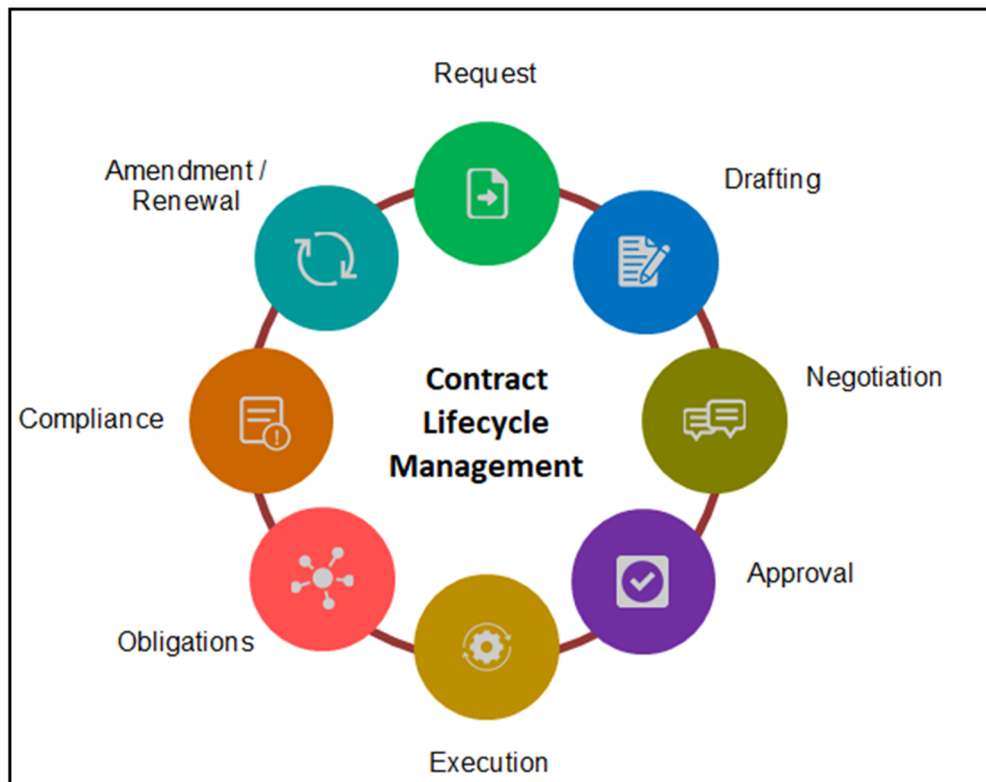 Request
Drafting
Negotiation
Approval
Execution
Obligations
Compliance
Amendment /
Renewal
Contract
Lifecycle
Management